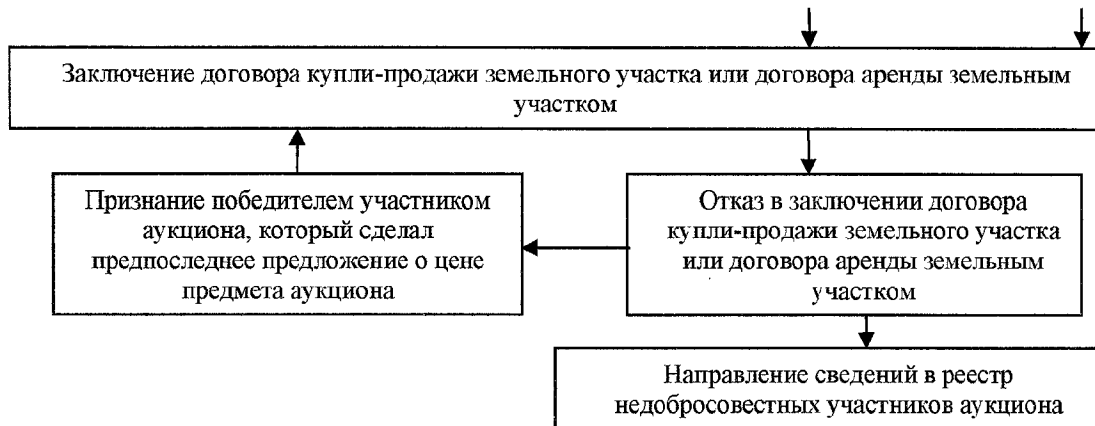 Заключение договора купли-продажи земельного участка или договора аренды земельным
участком
Признание победителем участником
аукциона, который сделал
предпоследнее предложение о цене
предмета аукциона
Отказ в заключении договора
купли-продажи земельного участка
или договора аренды земельным
участком
Направление сведений в реестр
недобросовестных участников аукциона